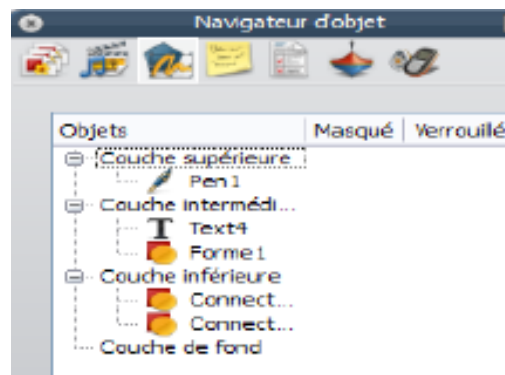 Navigateur d'objet
Objets Masqué Verrouillé
Couche supérieure
Pen1
Couche intermédi...
Text4
Forme1
Couche inférieure
Connect...
Connect...
Couche de fond